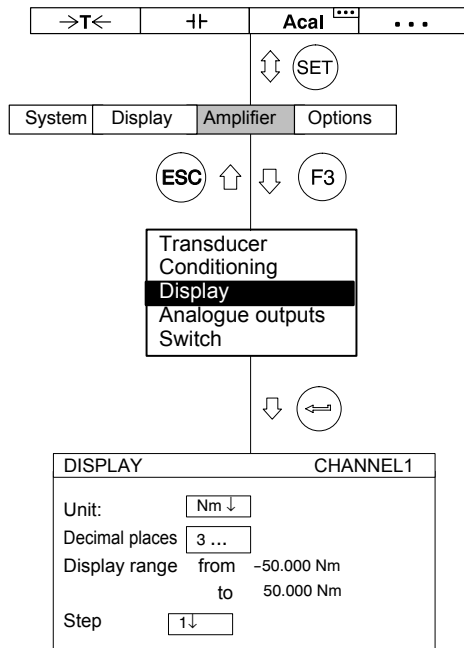 →T← ⊣⊢ Acal ... ...
SET
System Display Amplifier Options
ESC F3
Transducer
Conditioning
Display
Analogue outputs
Switch
DISPLAY CHANNEL1
Unit: Nm↓
Decimal places 3 ...
Display range from -50.000 Nm
to 50.000 Nm
Step 1↓